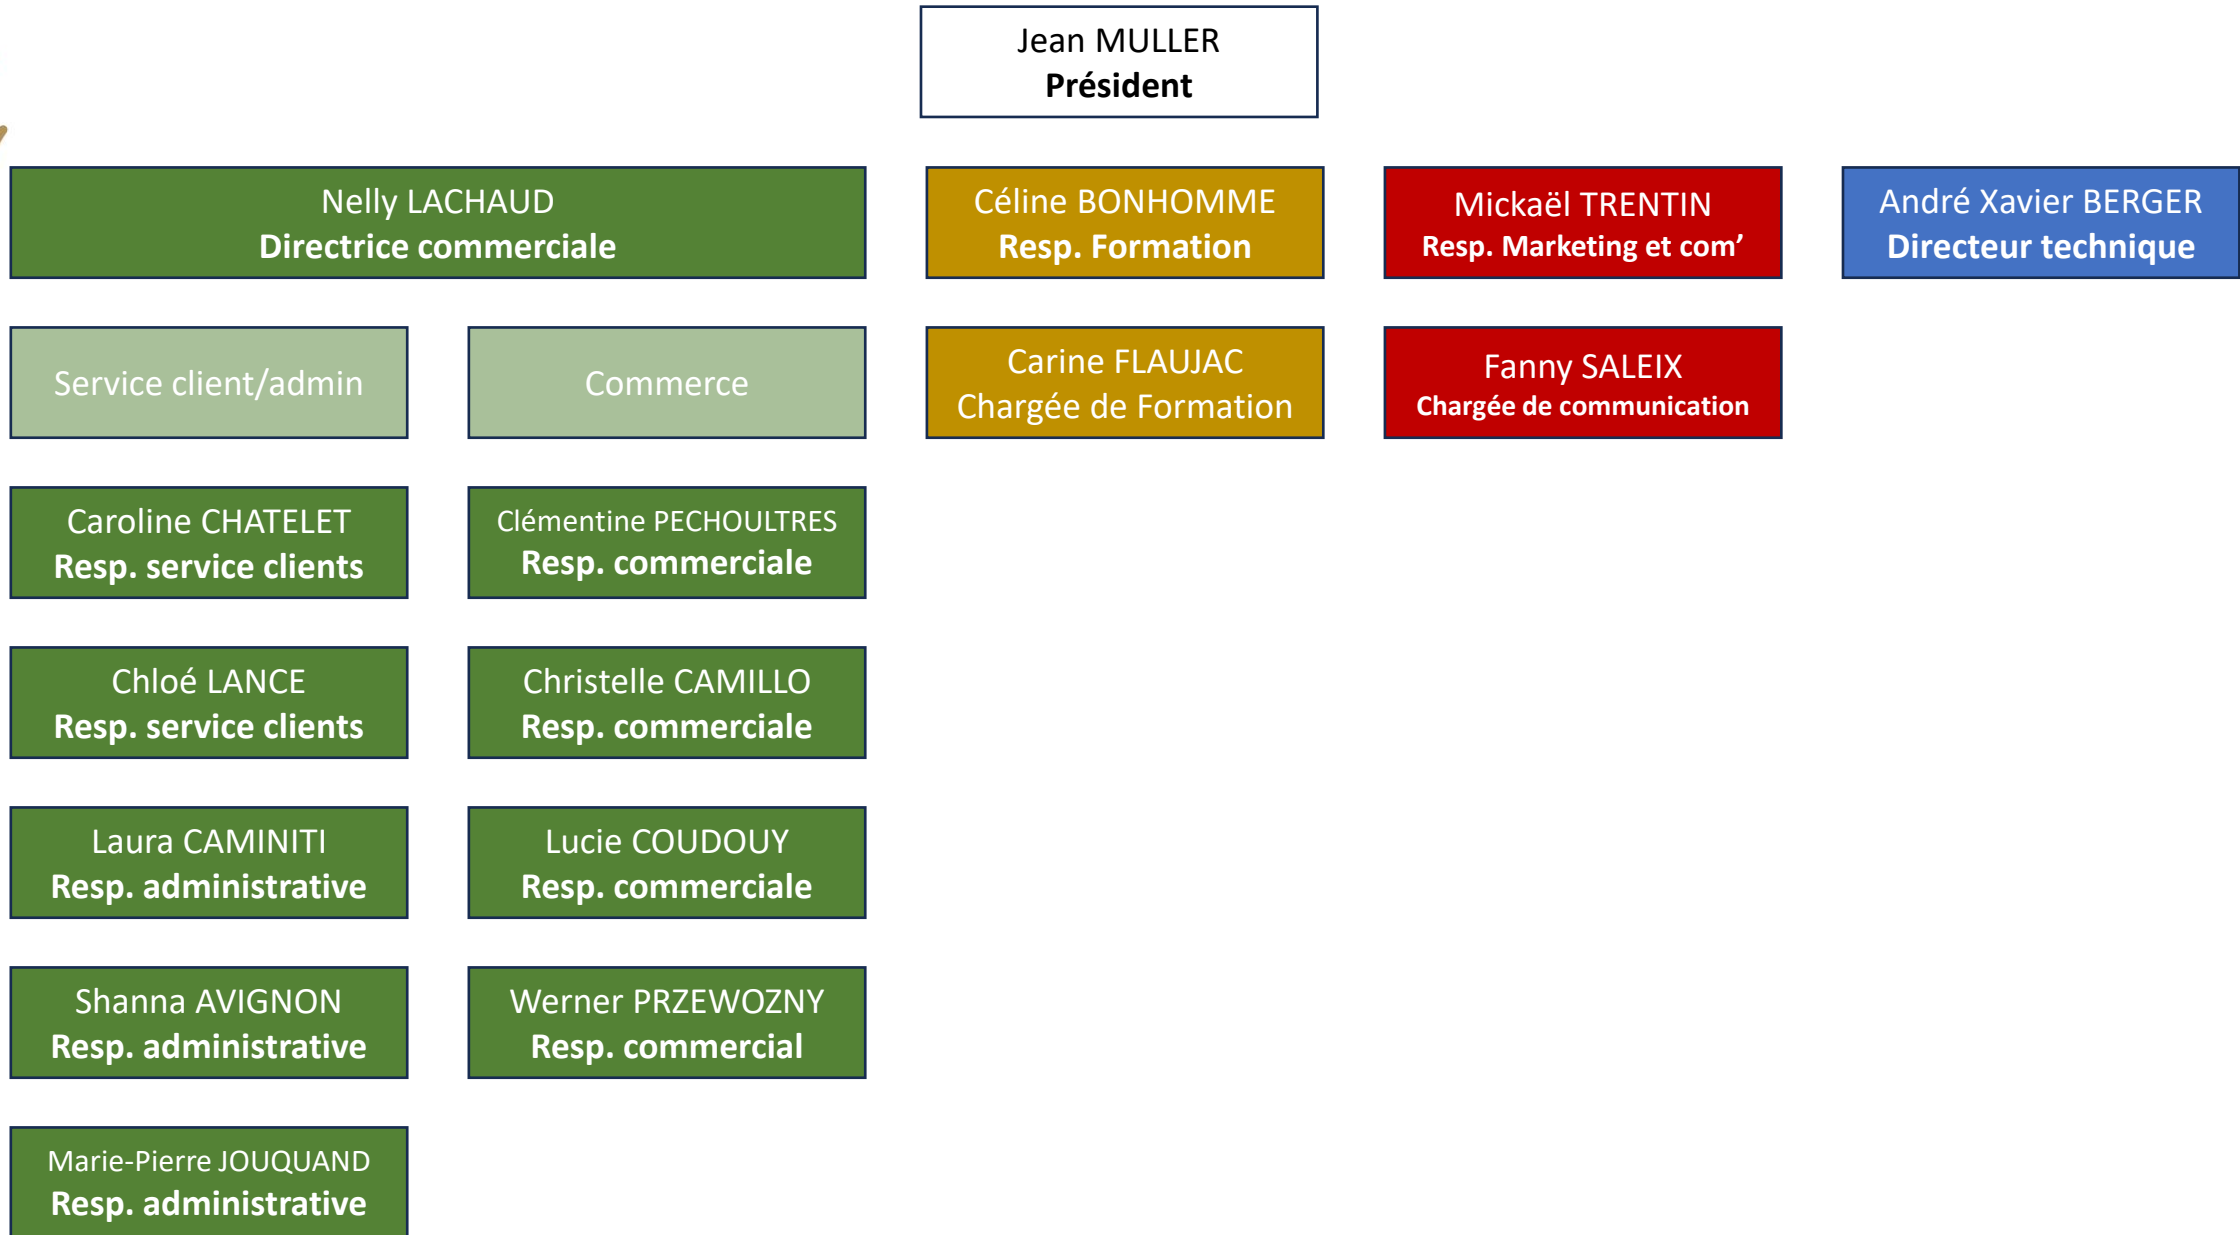 Jean MULLER
Président
Nelly LACHAUD
Directrice commerciale
Céline BONHOMME
Resp. Formation
Mickaël TRENTIN
Resp. Marketing et com’
André Xavier BERGER
Directeur technique
Service client/admin
Commerce
Carine FLAUJAC
Chargée de Formation
Fanny SALEIX
Chargée de communication
Caroline CHATELET
Resp. service clients
Clémentine PECHOULTRES
Resp. commerciale
Chloé LANCE
Resp. service clients
Christelle CAMILLO
Resp. commerciale
Laura CAMINITI
Resp. administrative
Lucie COUDOUY
Resp. commerciale
Shanna AVIGNON
Resp. administrative
Werner PRZEWOZNY
Resp. commercial
Marie-Pierre JOUQUAND
Resp. administrative